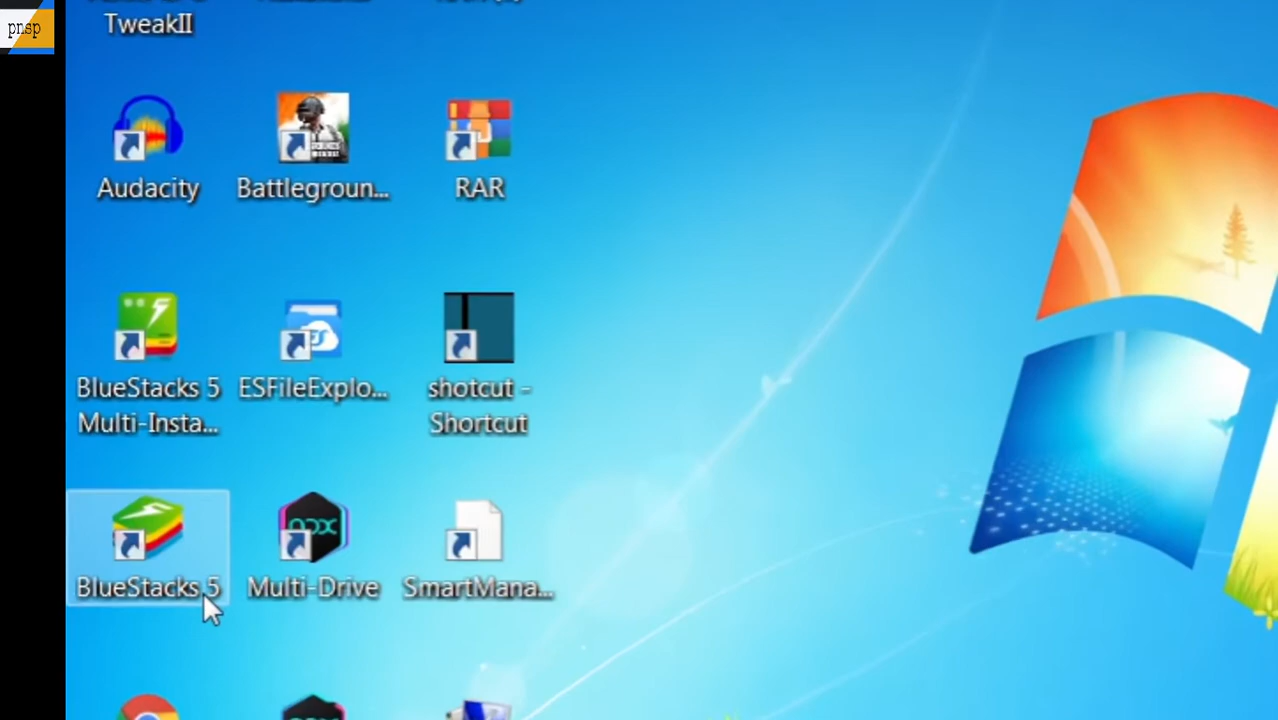 pnsp
TweakII
Audacity
Battlegroun...
RAR
BlueStacks 5
Multi-Insta...
ESFileExplo...
shotcut -
Shortcut
BlueStacks 5
Multi-Drive
SmartMana...